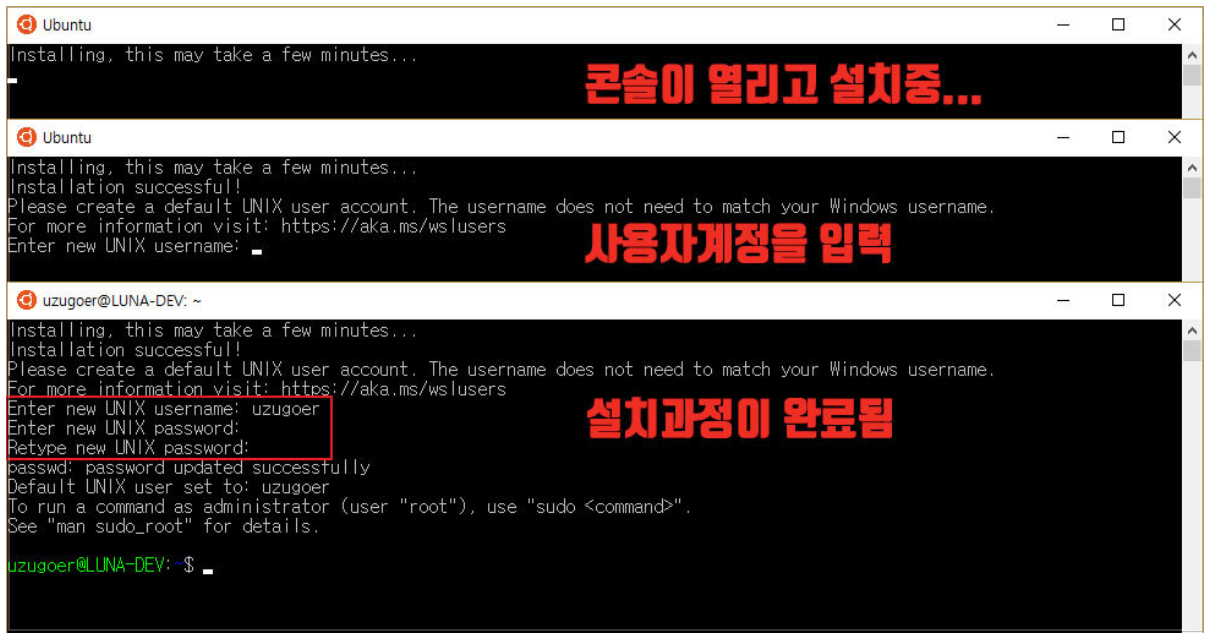 Ubuntu
Installing, this may take a few minutes...
콘솔이 열리고 설치중...
Ubuntu
Installing, this may take a few minutes...
Installation successful!
Please create a default UNIX user account. The username does not need to match your Windows username.
For more information visit: https://aka.ms/wslusers
Enter new UNIX username:
사용자계정을 입력
uzugoer@LUNA-DEV: ~
Installing, this may take a few minutes...
Installation successful!
Please create a default UNIX user account. The username does not need to match your Windows username.
For more information visit: https://aka.ms/wslusers
Enter new UNIX username: uzugoer
Enter new UNIX password:
Retype new UNIX password:
설치과정이 완료됨
passwd: password updated successfully
Default UNIX user set to: uzugoer
To run a command as administrator (user "root"), use "sudo <command>".
See "man sudo_root" for details.
uzugoer@LUNA-DEV:~$